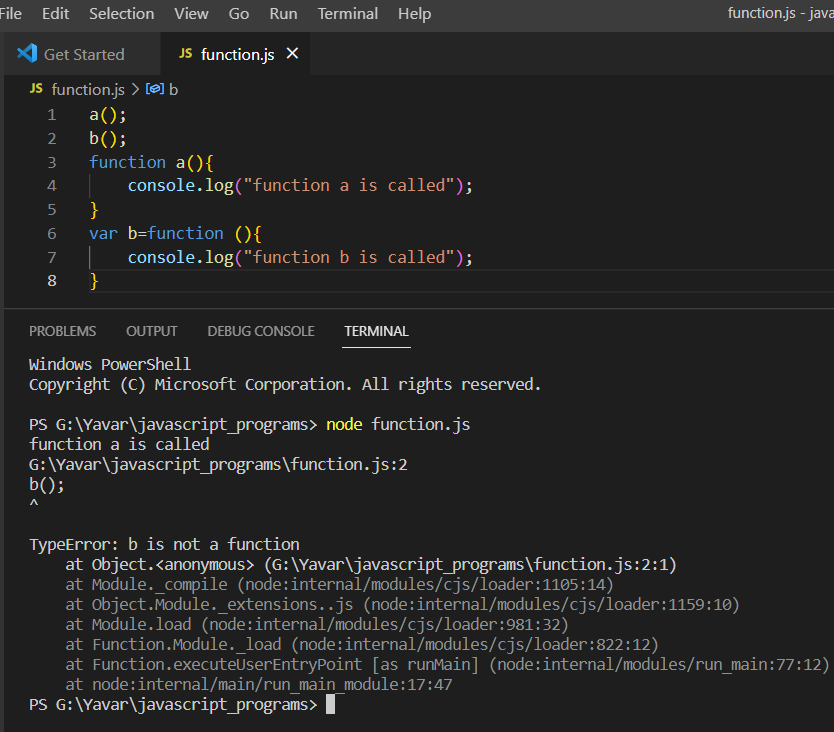 File Edit Selection View Go Run Terminal Help function.js - java
Get Started JS function.js ✕
JS function.js > b
1 a();
2 b();
3 function a(){
4     console.log("function a is called");
5 }
6 var b=function (){
7     console.log("function b is called");
8 }
PROBLEMS OUTPUT DEBUG CONSOLE TERMINAL
Windows PowerShell
Copyright (C) Microsoft Corporation. All rights reserved.
PS G:\Yavar\javascript_programs> node function.js
function a is called
G:\Yavar\javascript_programs\function.js:2
b();
^
TypeError: b is not a function
    at Object.<anonymous> (G:\Yavar\javascript_programs\function.js:2:1)
    at Module._compile (node:internal/modules/cjs/loader:1105:14)
    at Object.Module._extensions..js (node:internal/modules/cjs/loader:1159:10)
    at Module.load (node:internal/modules/cjs/loader:981:32)
    at Function.Module._load (node:internal/modules/cjs/loader:822:12)
    at Function.executeUserEntryPoint [as runMain] (node:internal/modules/run_main:77:12)
    at node:internal/main/run_main_module:17:47
PS G:\Yavar\javascript_programs>